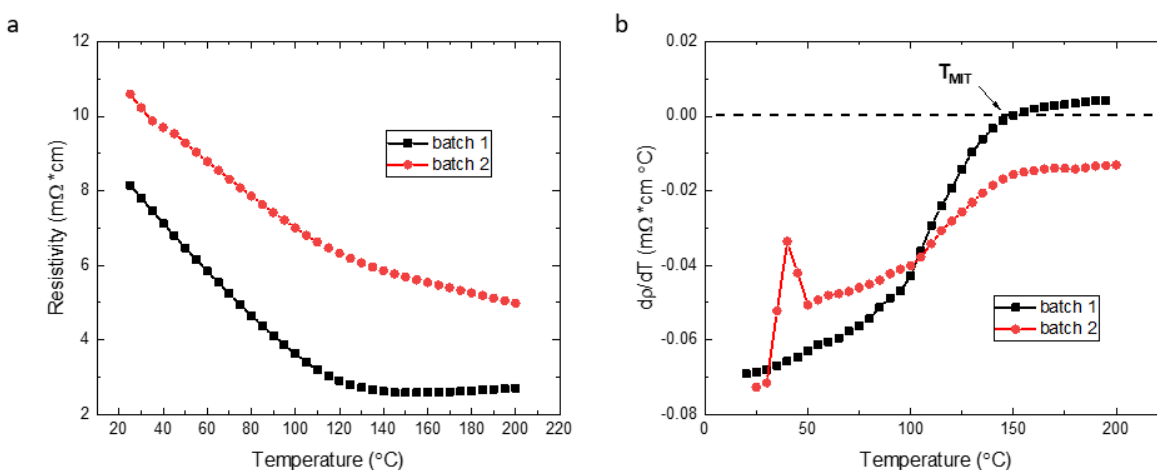 a
Resistivity (mΩ*cm)
12
10
8
6
4
2
batch 1
batch 2
20 40 60 80 100 120 140 160 180 200 220
Temperature (°C)
b
dρ/dT (mΩ*cm °C)
0.02
0.00
-0.02
-0.04
-0.06
-0.08
TMIT
batch 1
batch 2
0 50 100 150 200
Temperature (°C)